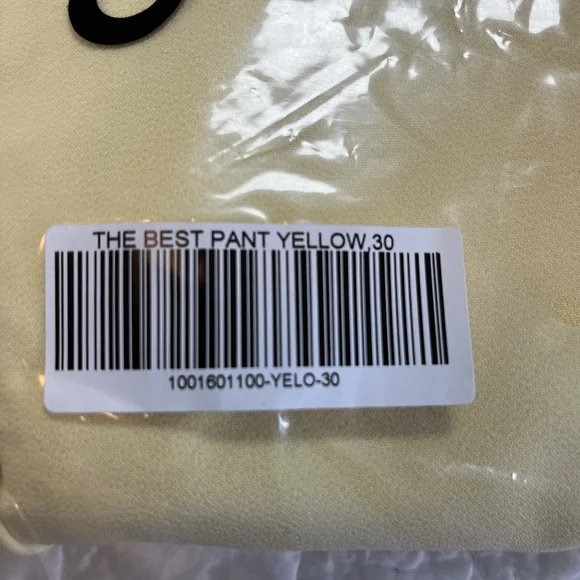 THE BEST PANT YELLOW,30
1001601100-YELO-30